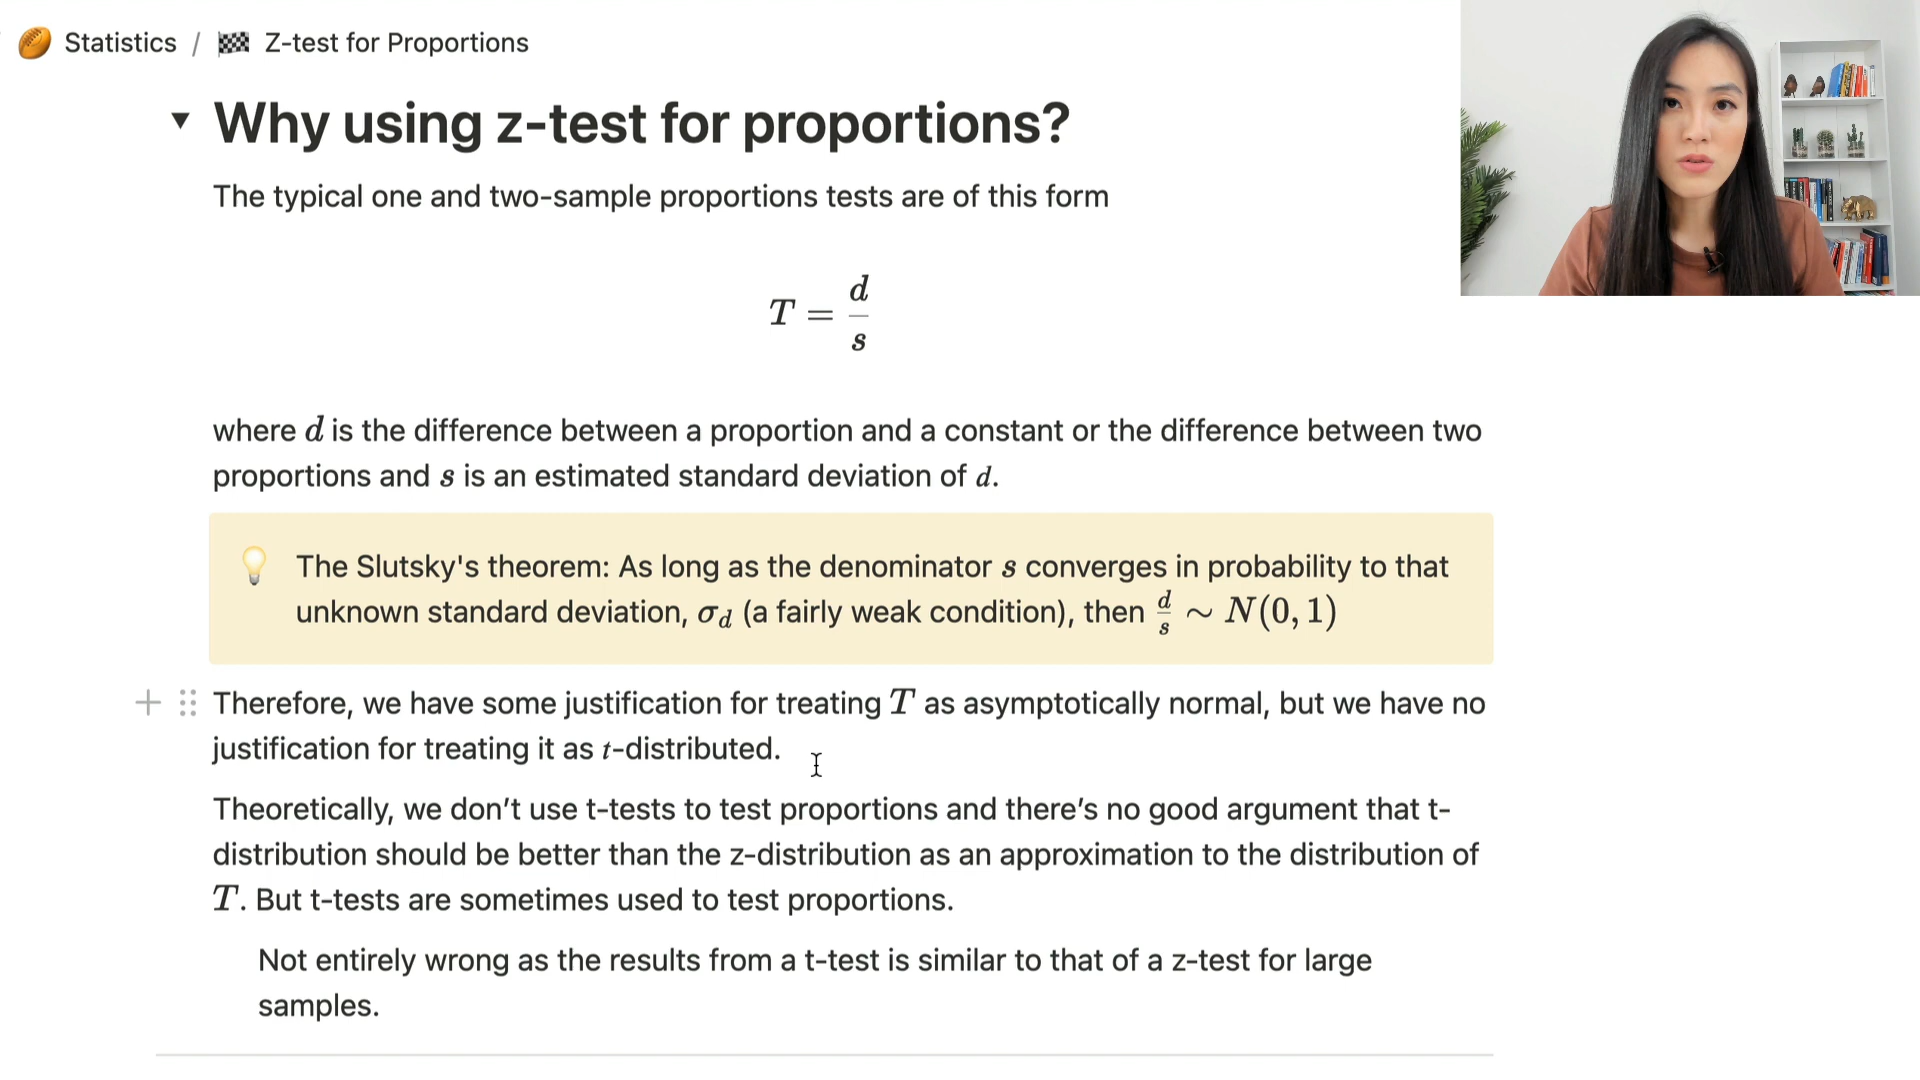 Statistics / Z-test for Proportions
Why using z-test for proportions?
The typical one and two-sample proportions tests are of this form
T = d/s
where d is the difference between a proportion and a constant or the difference between two
proportions and s is an estimated standard deviation of d.
The Slutsky's theorem: As long as the denominator s converges in probability to that
unknown standard deviation, σ_d (a fairly weak condition), then d/s ∼ N(0, 1)
Therefore, we have some justification for treating T as asymptotically normal, but we have no
justification for treating it as t-distributed.
Theoretically, we don’t use t-tests to test proportions and there’s no good argument that t-
distribution should be better than the z-distribution as an approximation to the distribution of
T. But t-tests are sometimes used to test proportions.
Not entirely wrong as the results from a t-test is similar to that of a z-test for large
samples.